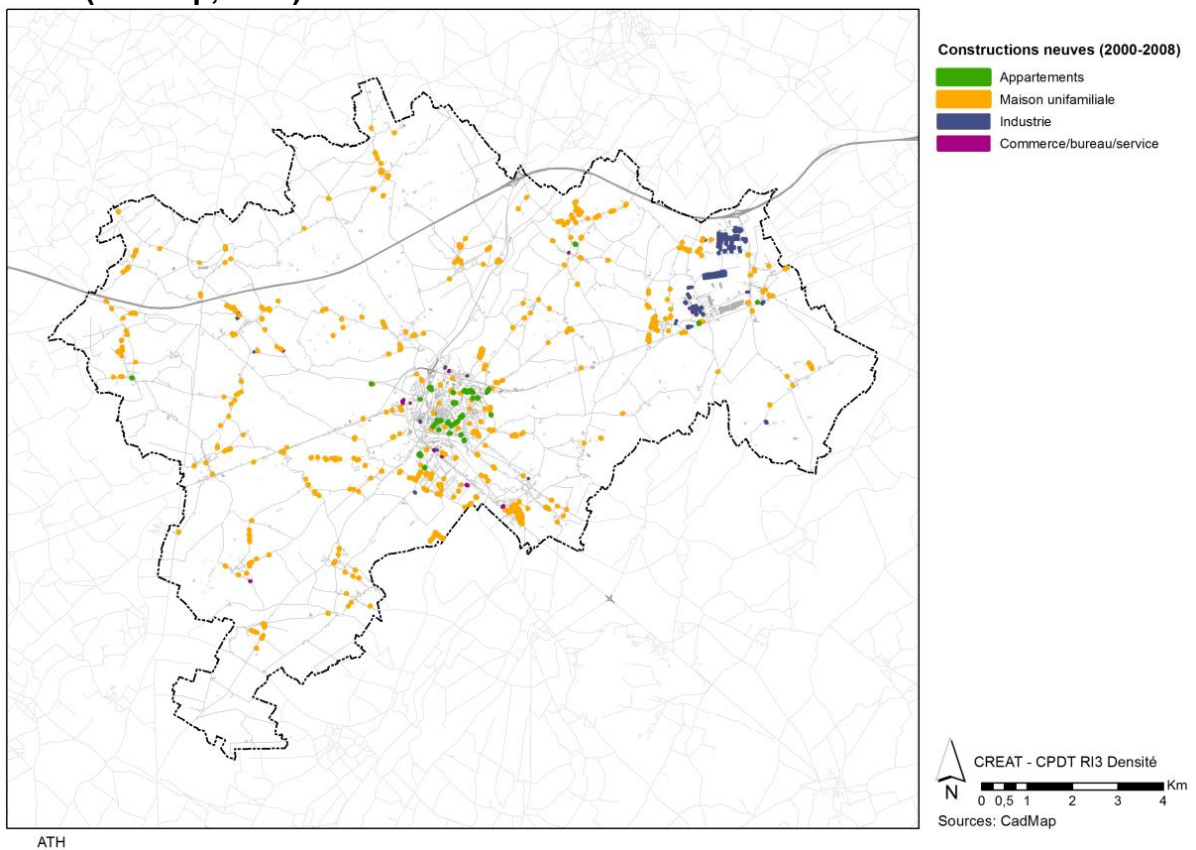 Constructions neuves (2000-2008)
Appartements
Maison unifamiliale
Industrie
Commerce/bureau/service
CREAT - CPDT RI3 Densité
N
Km
0 0,5 1 2 3 4
Sources: CadMap
ATH